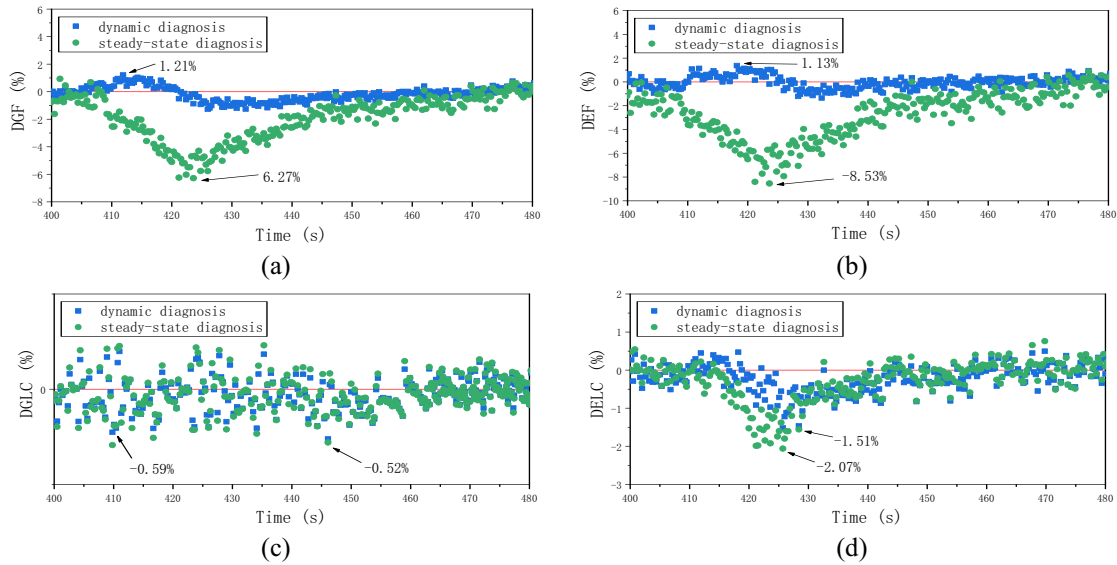 6
4
2
0
-2
-4
-6
-8
DGF (%)
dynamic diagnosis
steady-state diagnosis
1.21%
6.27%
400 410 420 430 440 450 460 470 480
Time (s)
(a)
6
4
2
0
-2
-4
-6
-8
-10
DEF (%)
dynamic diagnosis
steady-state diagnosis
1.13%
-8.53%
400 410 420 430 440 450 460 470 480
Time (s)
(b)
0
DGLC (%)
dynamic diagnosis
steady-state diagnosis
-0.59%
-0.52%
400 410 420 430 440 450 460 470 480
Time (s)
(c)
2
1
0
-1
-2
-3
DELC (%)
dynamic diagnosis
steady-state diagnosis
-1.51%
-2.07%
400 410 420 430 440 450 460 470 480
Time (s)
(d)